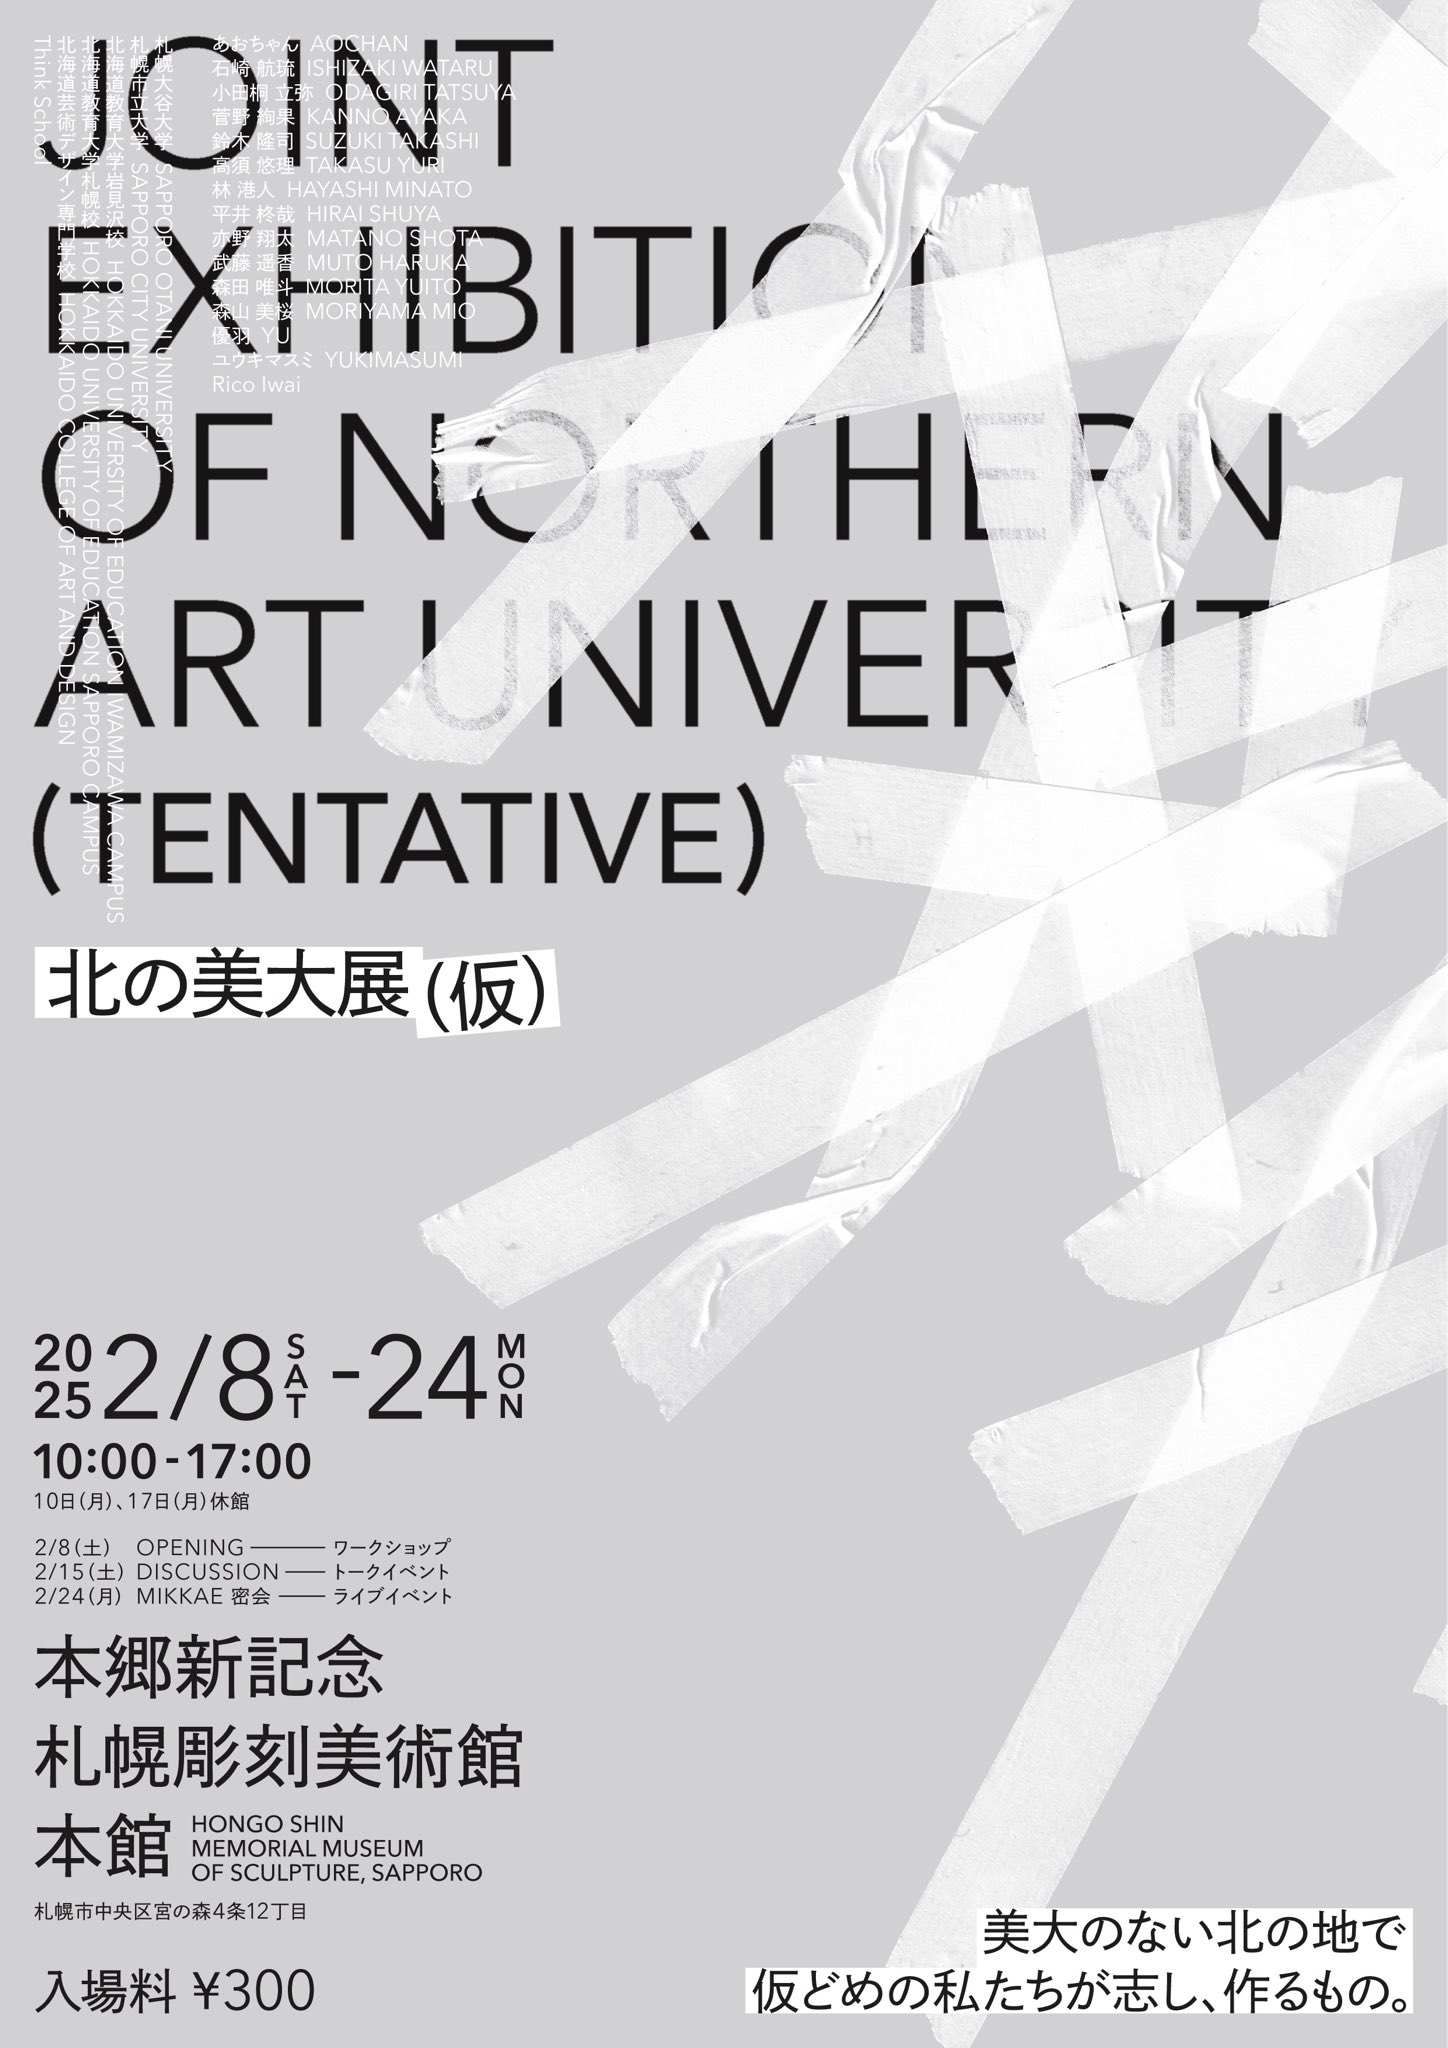 JOINT
EXHIBITION
OF NORTHERN
ART UNIVERSITY
(TENTATIVE)
札幌大谷大学 SAPPORO OTANI UNIVERSITY
札幌市立大学 SAPPORO CITY UNIVERSITY
北海道教育大学岩見沢校 HOKKAIDO UNIVERSITY OF EDUCATION IWAMIZAWA CAMPUS
北海道教育大学札幌校 HOKKAIDO UNIVERSITY OF EDUCATION SAPPORO CAMPUS
北海道芸術デザイン専門学校 HOKKAIDO COLLEGE OF ART AND DESIGN
Think School
あおちゃん AOCHAN
石崎 航琉 ISHIZAKI WATARU
小田桐 立弥 ODAGIRI TATSUYA
菅野 絢果 KANNO AYAKA
鈴木 隆司 SUZUKI TAKASHI
高須 悠理 TAKASU YURI
林 港人 HAYASHI MINATO
平井 柊哉 HIRAI SHUYA
亦野 翔太 MATANO SHOTA
武藤 遥香 MUTO HARUKA
森田 唯斗 MORITA YUITO
森山 美桜 MORIYAMA MIO
優羽 YU
ユウキマスミ YUKIMASUMI
Rico Iwai
北の美大展(仮)
2025 2/8 SAT - 24 MON
10:00-17:00
10日(月)、17日(月)休館
2/8(土) OPENING ワークショップ
2/15(土) DISCUSSION トークイベント
2/24(月) MIKKAE 密会 ライブイベント
本郷新記念
札幌彫刻美術館
本館
HONGO SHIN
MEMORIAL MUSEUM
OF SCULPTURE, SAPPORO
札幌市中央区宮の森4条12丁目
入場料 ¥300
美大のない北の地で
仮どめの私たちが志し、作るもの。